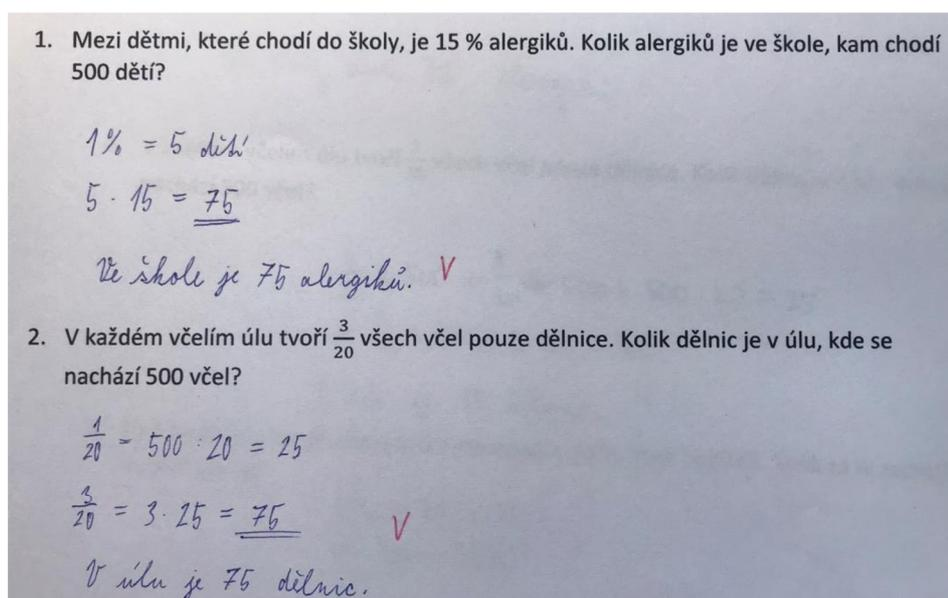 1. Mezi dětmi, které chodí do školy, je 15 % alergiků. Kolik alergiků je ve škole, kam chodí
500 dětí?
1% = 5 dětí
5 · 15 = 75
Ve škole je 75 alergiků. V
2. V každém včelím úlu tvoří 3/20 všech včel pouze dělnice. Kolik dělnic je v úlu, kde se
nachází 500 včel?
1/20 - 500 : 20 = 25
3/20 = 3 · 25 = 75 V
V úlu je 75 dělnic.